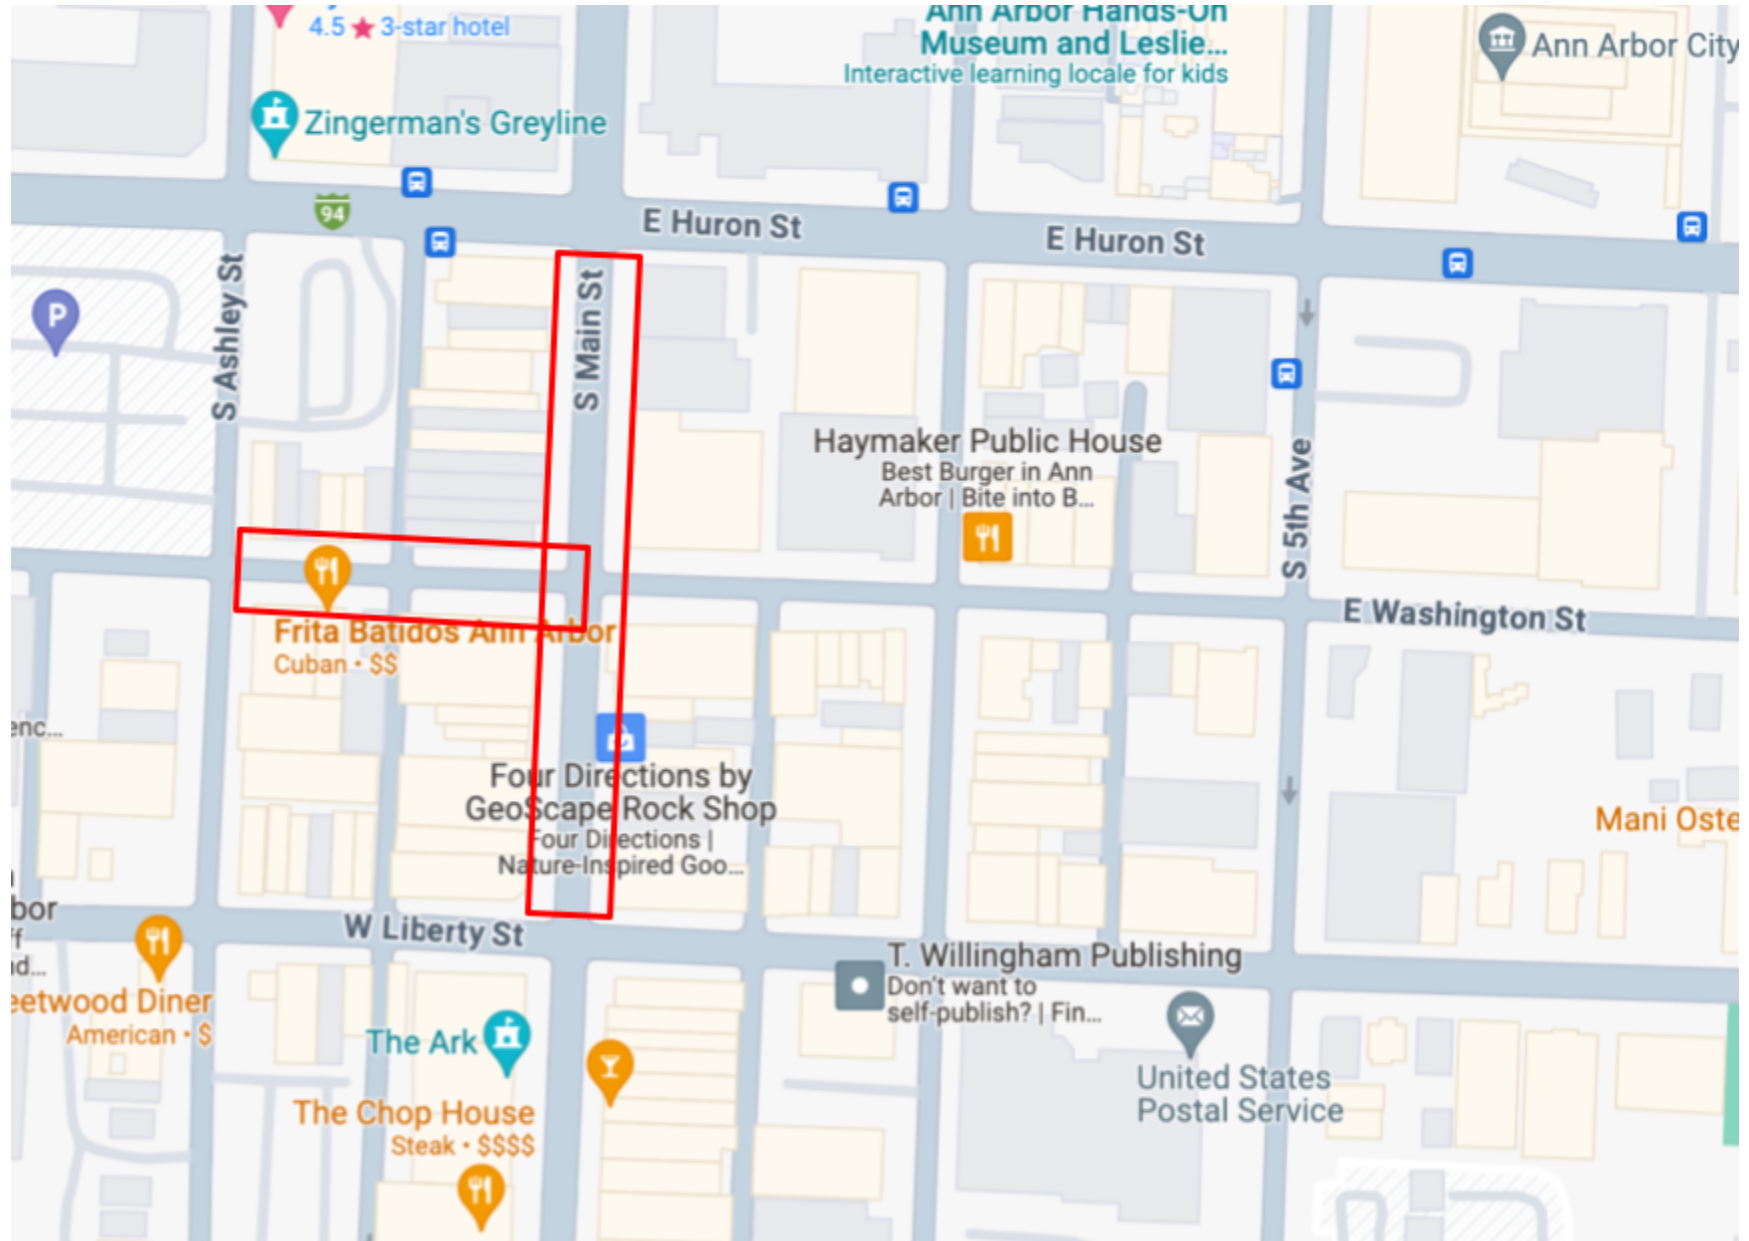 4.5 ★ 3-star hotel
Ann Arbor Hands-On
Museum and Leslie...
Interactive learning locale for kids
Ann Arbor City
Zingerman's Greyline
94
E Huron St
E Huron St
S Ashley St
S Main St
P
Haymaker Public House
Best Burger in Ann
Arbor | Bite into B...
S 5th Ave
E Washington St
Frita Batidos Ann Arbor
Cuban • $$
enc...
Four Directions by
GeoScape Rock Shop
Four Directions |
Nature-Inspired Goo...
Mani Oste
bor
ff
nd...
W Liberty St
T. Willingham Publishing
Don't want to
self-publish? | Fin...
eetwood Diner
American • $
The Ark
United States
Postal Service
The Chop House
Steak • $$$$